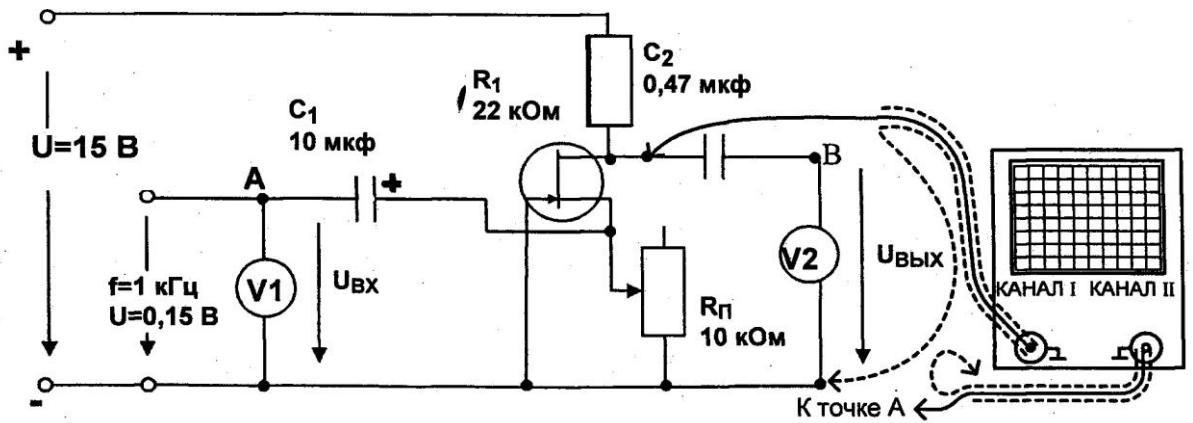 +
U=15 В
-
f=1 кГц
U=0,15 В
А
V1
UВХ
C1
10 мкф
+
R1
22 кОм
C2
0,47 мкф
RП
10 кОм
В
V2
UВЫХ
КАНАЛ I КАНАЛ II
К точке А